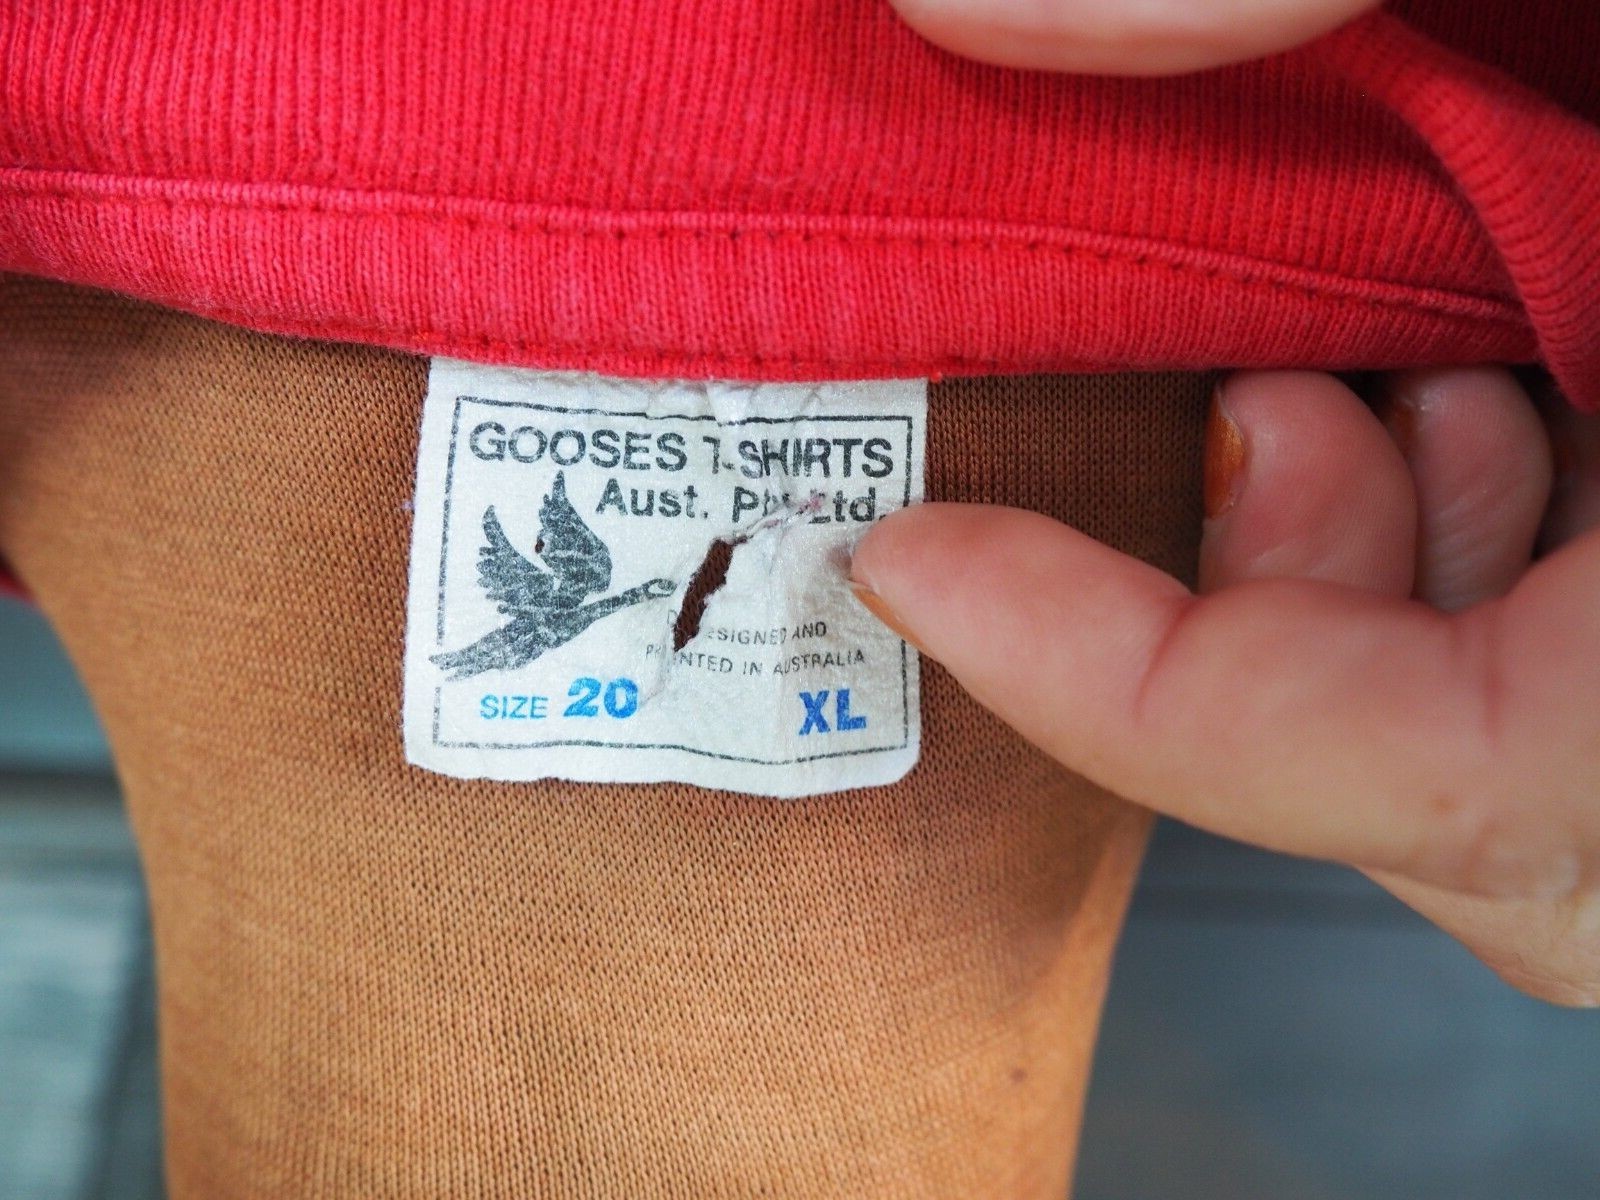 GOOSES T-SHIRTS
Aust. Pty. Ltd.
DESIGNED AND
PRINTED IN AUSTRALIA
SIZE 20 XL